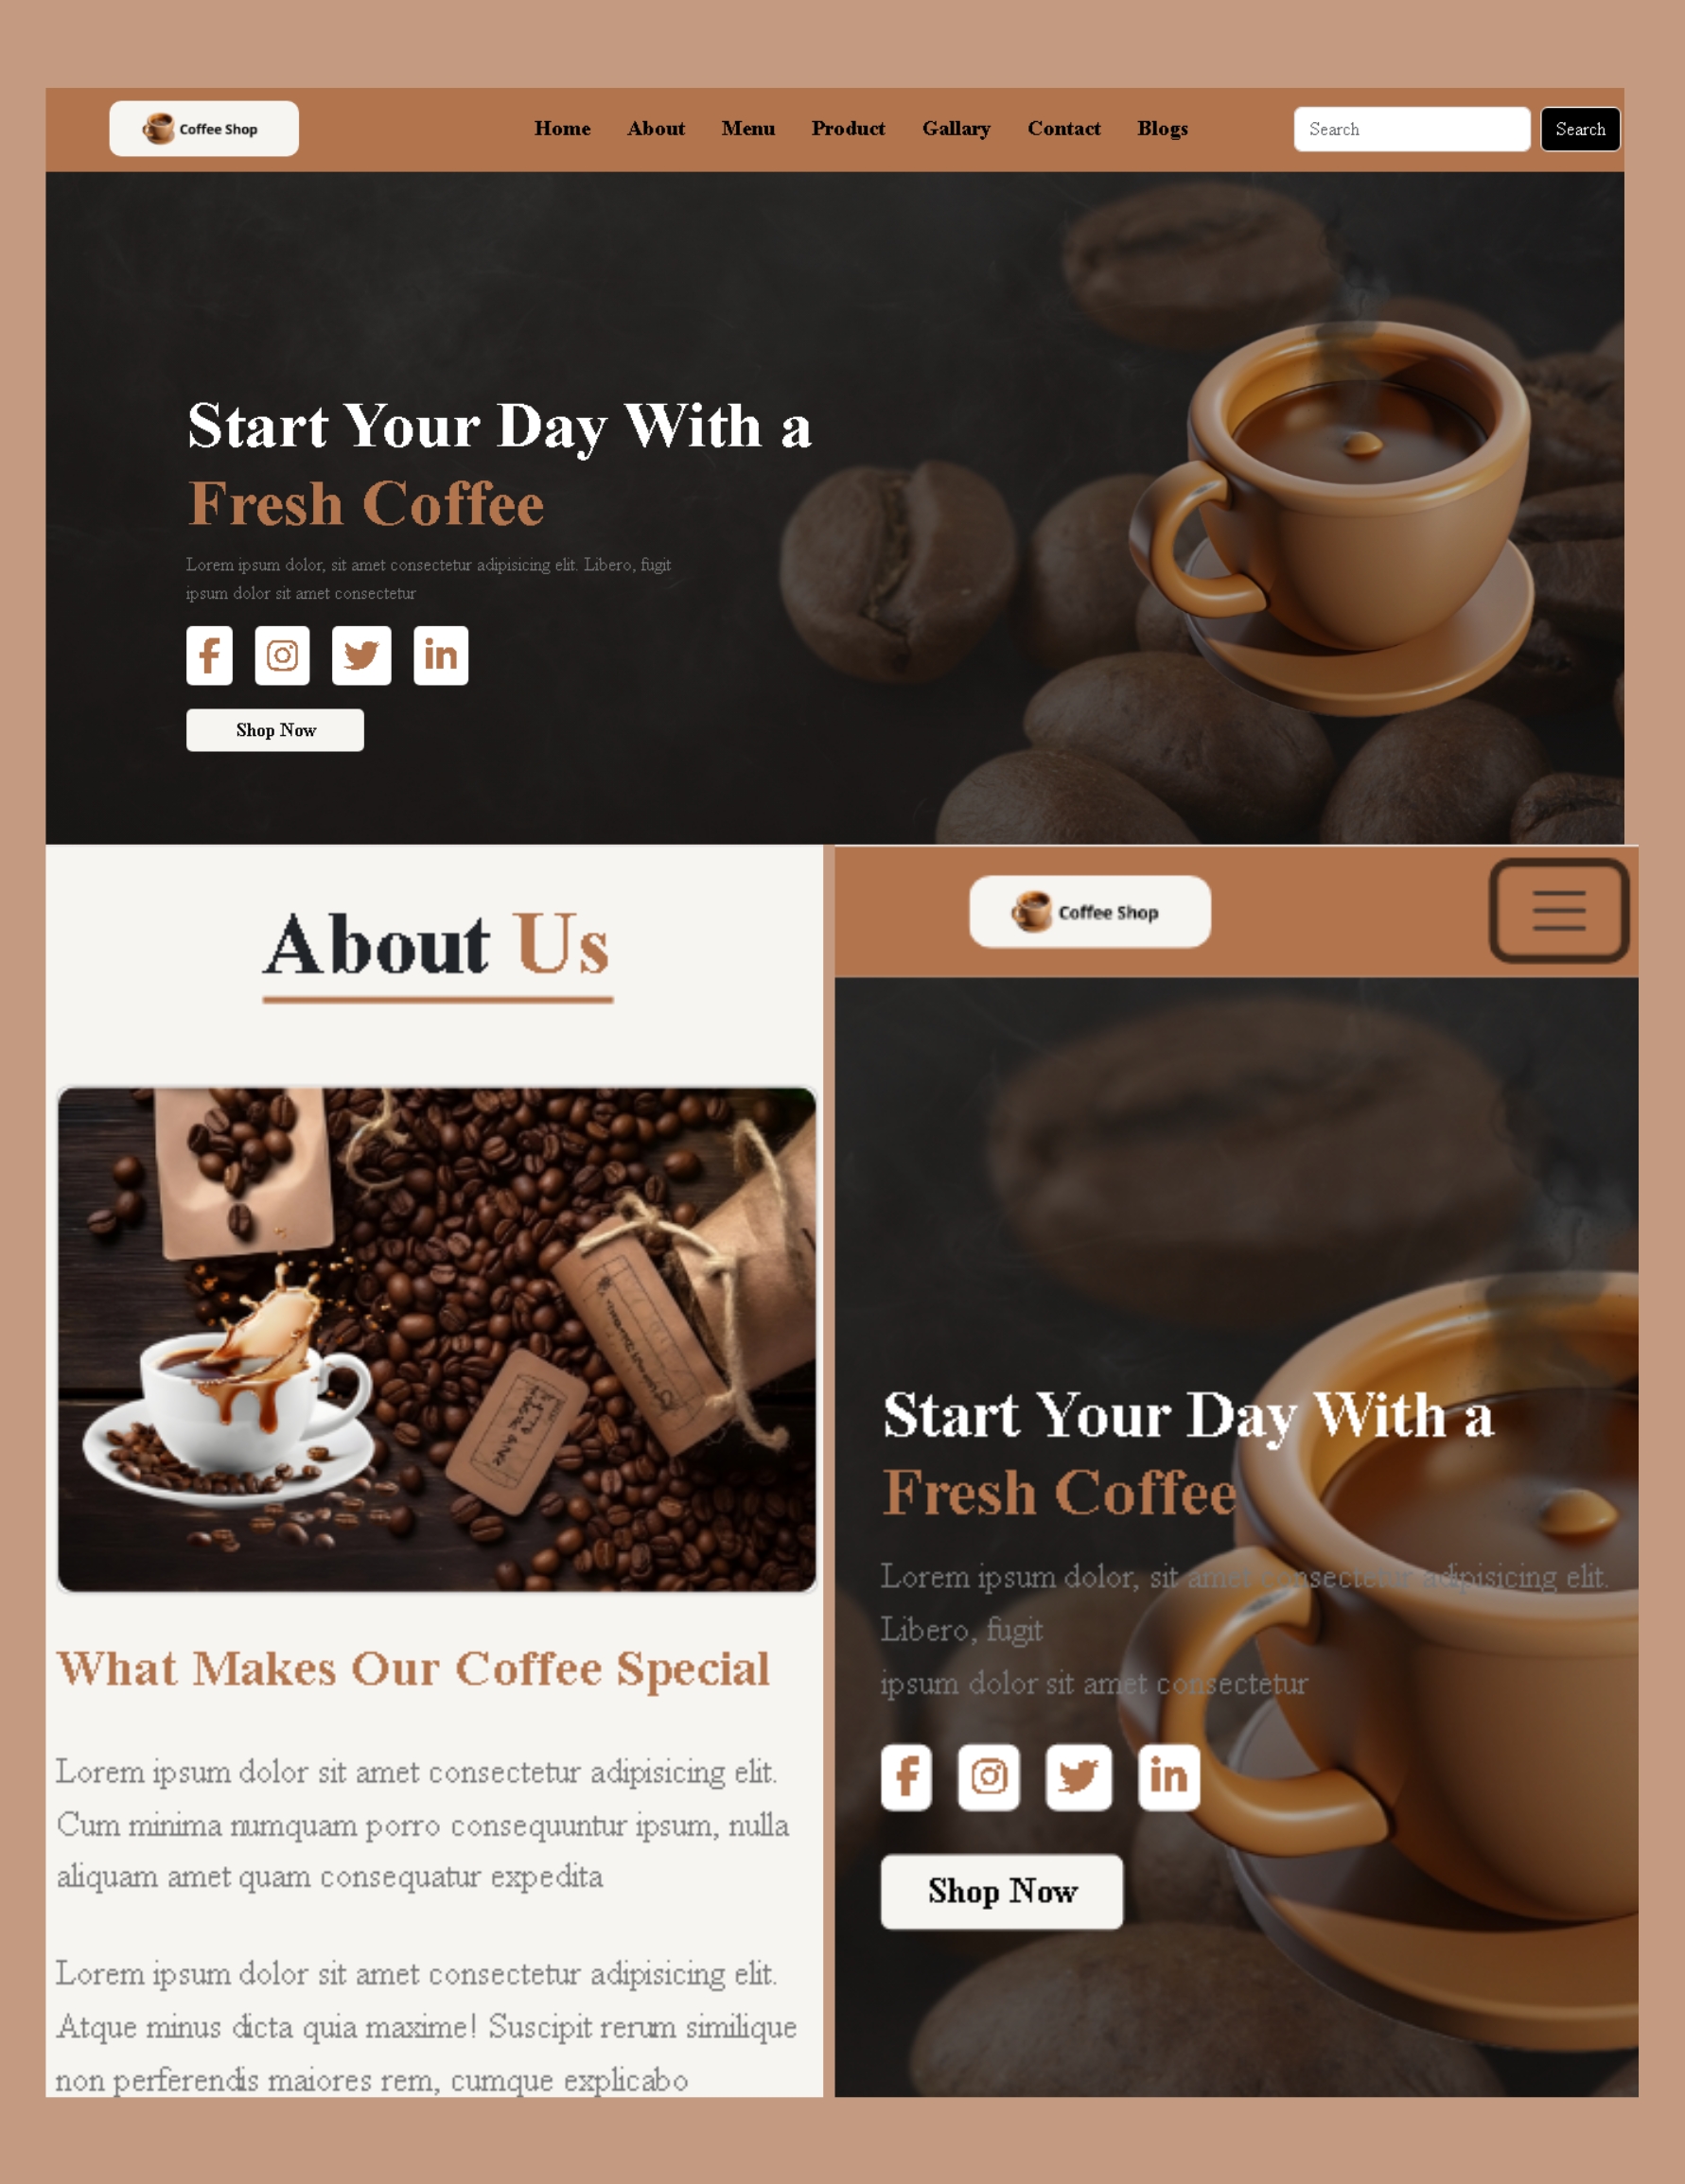 Coffee Shop
Home About Menu Product Gallary Contact Blogs
Search Search
Start Your Day With a
Fresh Coffee
Lorem ipsum dolor, sit amet consectetur adipisicing elit. Libero, fugit
ipsum dolor sit amet consectetur
Shop Now
About Us
What Makes Our Coffee Special
Lorem ipsum dolor sit amet consectetur adipisicing elit.
Cum minima numquam porro consequuntur ipsum, nulla
aliquam amet quam consequatur expedita
Lorem ipsum dolor sit amet consectetur adipisicing elit.
Atque minus dicta quia maxime! Suscipit rerum similique
non perferendis maiores rem, cumque explicabo
Coffee Shop
Start Your Day With a
Fresh Coffee
Lorem ipsum dolor, sit amet consectetur adipisicing elit.
Libero, fugit
ipsum dolor sit amet consectetur
Shop Now